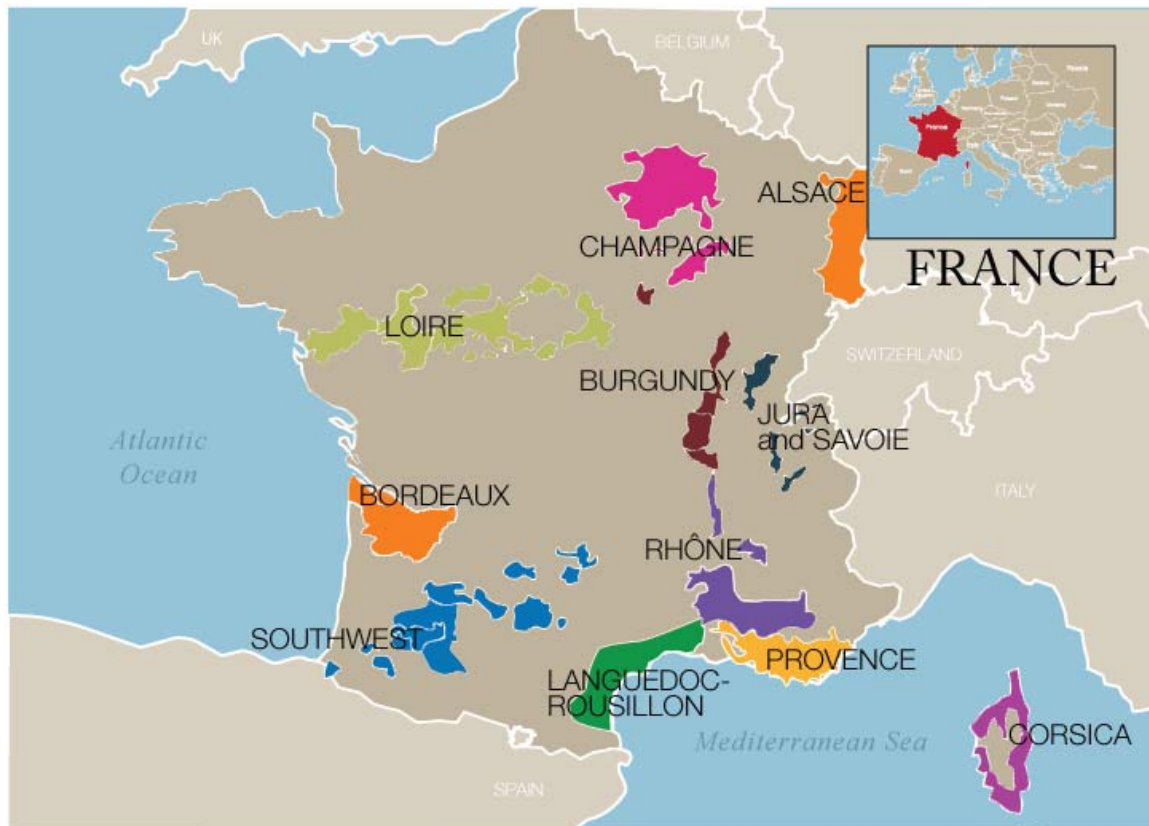 UK
BELGIUM
France
ALSACE
CHAMPAGNE
FRANCE
LOIRE
SWITZERLAND
BURGUNDY
JURA
and SAVOIE
Atlantic
Ocean
ITALY
BORDEAUX
RHÔNE
SOUTHWEST
PROVENCE
LANGUEDOC-
ROUSILLON
CORSICA
Mediterranean Sea
SPAIN